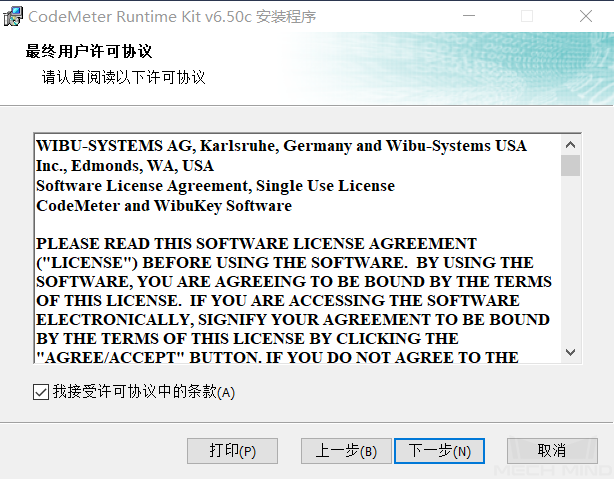 CodeMeter Runtime Kit v6.50c 安装程序
最终用户许可协议
请认真阅读以下许可协议
WIBU-SYSTEMS AG, Karlsruhe, Germany and Wibu-Systems USA
Inc., Edmonds, WA, USA
Software License Agreement, Single Use License
CodeMeter and WibuKey Software
PLEASE READ THIS SOFTWARE LICENSE AGREEMENT
("LICENSE") BEFORE USING THE SOFTWARE.  BY USING THE
SOFTWARE, YOU ARE AGREEING TO BE BOUND BY THE TERMS
OF THIS LICENSE.  IF YOU ARE ACCESSING THE SOFTWARE
ELECTRONICALLY, SIGNIFY YOUR AGREEMENT TO BE BOUND
BY THE TERMS OF THIS LICENSE BY CLICKING THE
"AGREE/ACCEPT" BUTTON. IF YOU DO NOT AGREE TO THE
我接受许可协议中的条款(A)
打印(P) 上一步(B) 下一步(N) 取消
MECH MIND